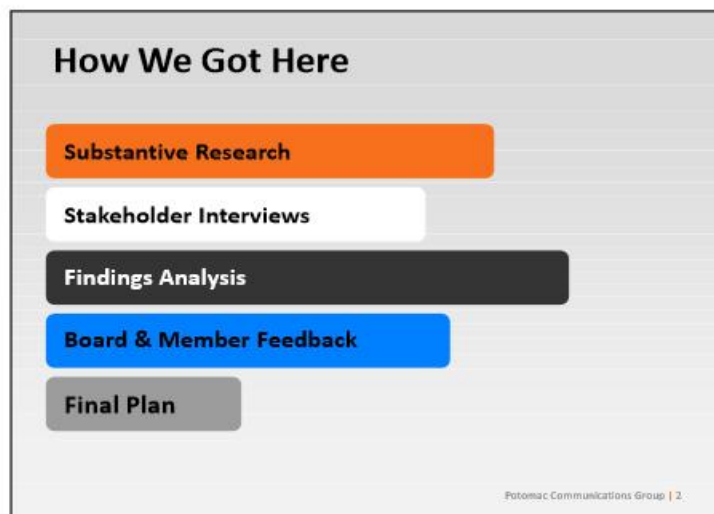 How We Got Here
Substantive Research
Stakeholder Interviews
Findings Analysis
Board & Member Feedback
Final Plan
Potomac Communications Group | 2